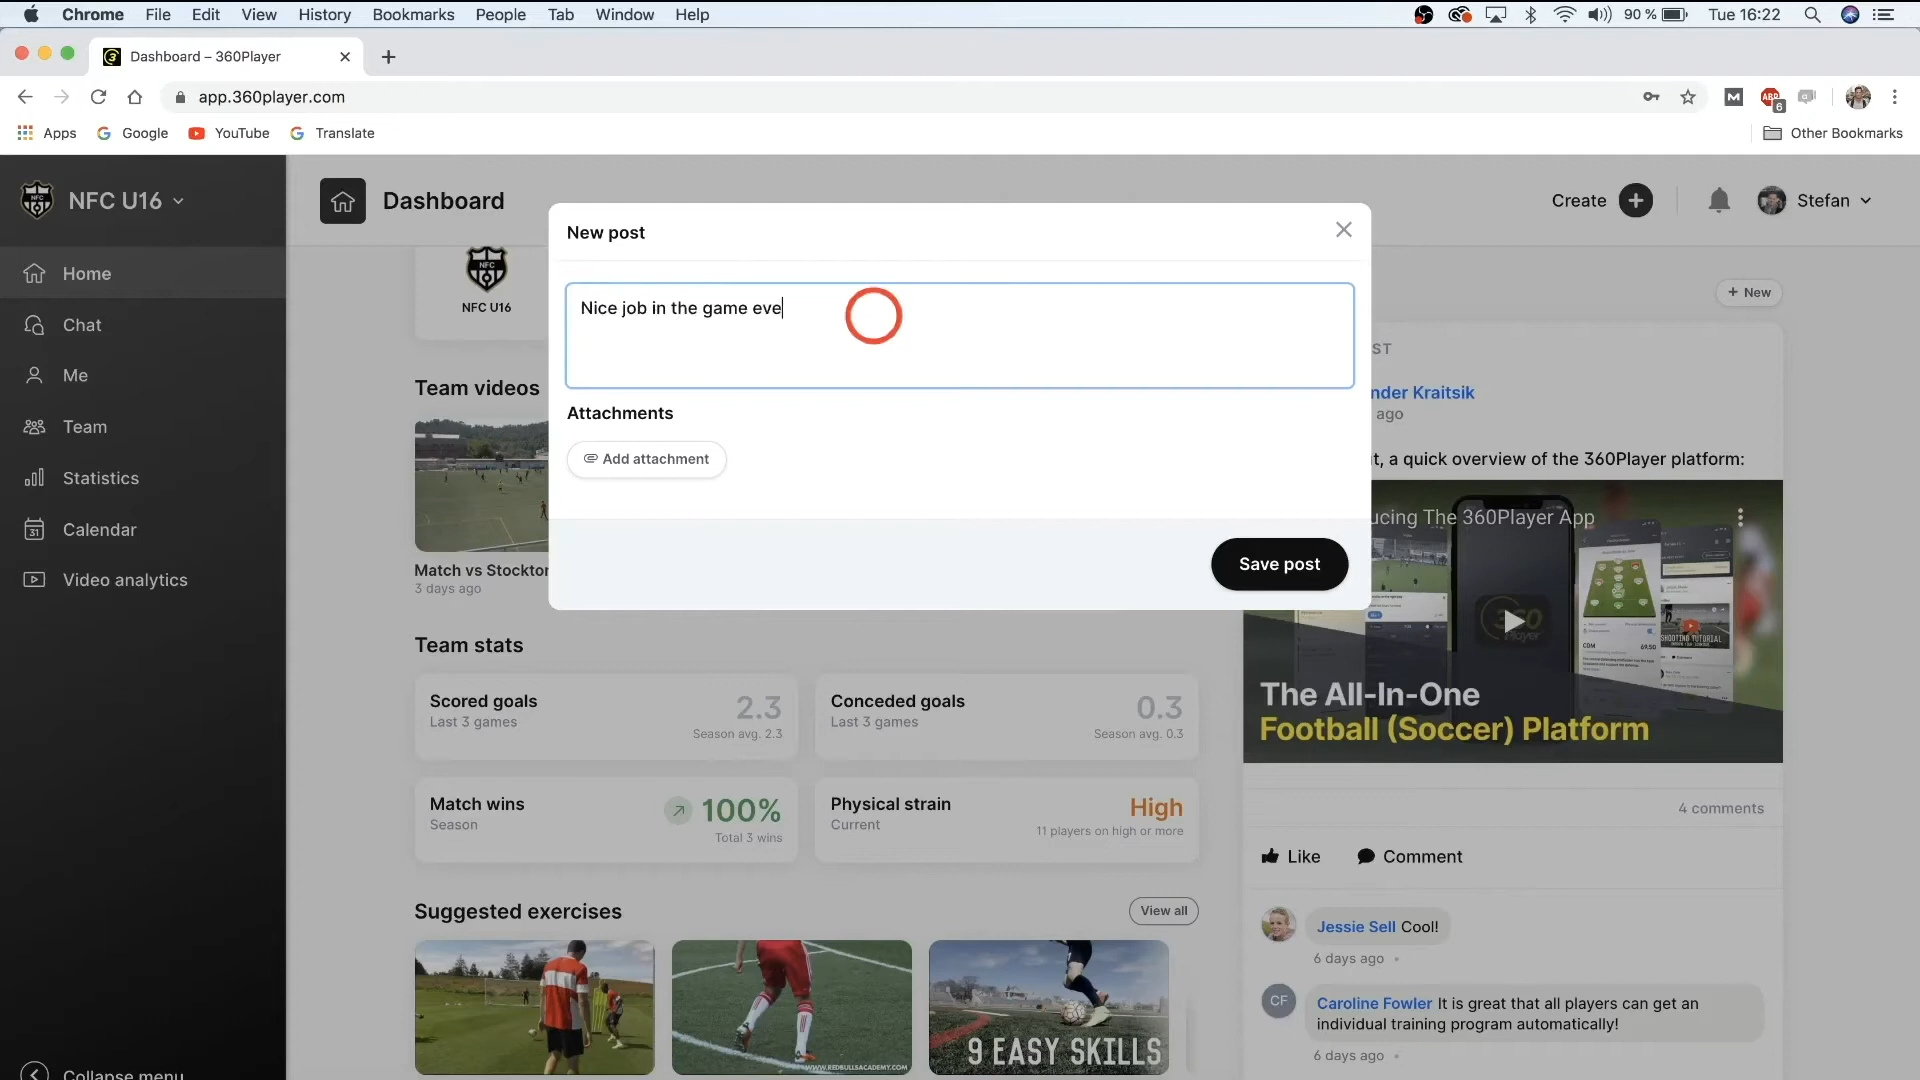 Chrome File Edit View History Bookmarks People Tab Window Help 90 % Tue 16:22
Dashboard – 360Player
app.360player.com
ABP 6
Apps Google YouTube Translate Other Bookmarks
NFC U16
Dashboard
Create
Stefan
Home
Chat
Me
Team
Statistics
31 Calendar
Video analytics
Collapse menu
NFC
NFC U16
New post
Nice job in the game eve
Attachments
Add attachment
Save post
+ New
ST
nder Kraitsik
ago
t, a quick overview of the 360Player platform:
ucing The 360Player App
The All-In-One
Football (Soccer) Platform
4 comments
Like Comment
Jessie Sell Cool!
6 days ago
CF
Caroline Fowler It is great that all players can get an
individual training program automatically!
6 days ago
Team videos
Match vs Stockton
3 days ago
Team stats
Scored goals
Last 3 games
2.3
Season avg. 2.3
Conceded goals
Last 3 games
0.3
Season avg. 0.3
Match wins
Season
100%
Total 3 wins
Physical strain
Current
High
11 players on high or more
Suggested exercises
View all
WWW.REDBULLSACADEMY.COM
9 EASY SKILLS